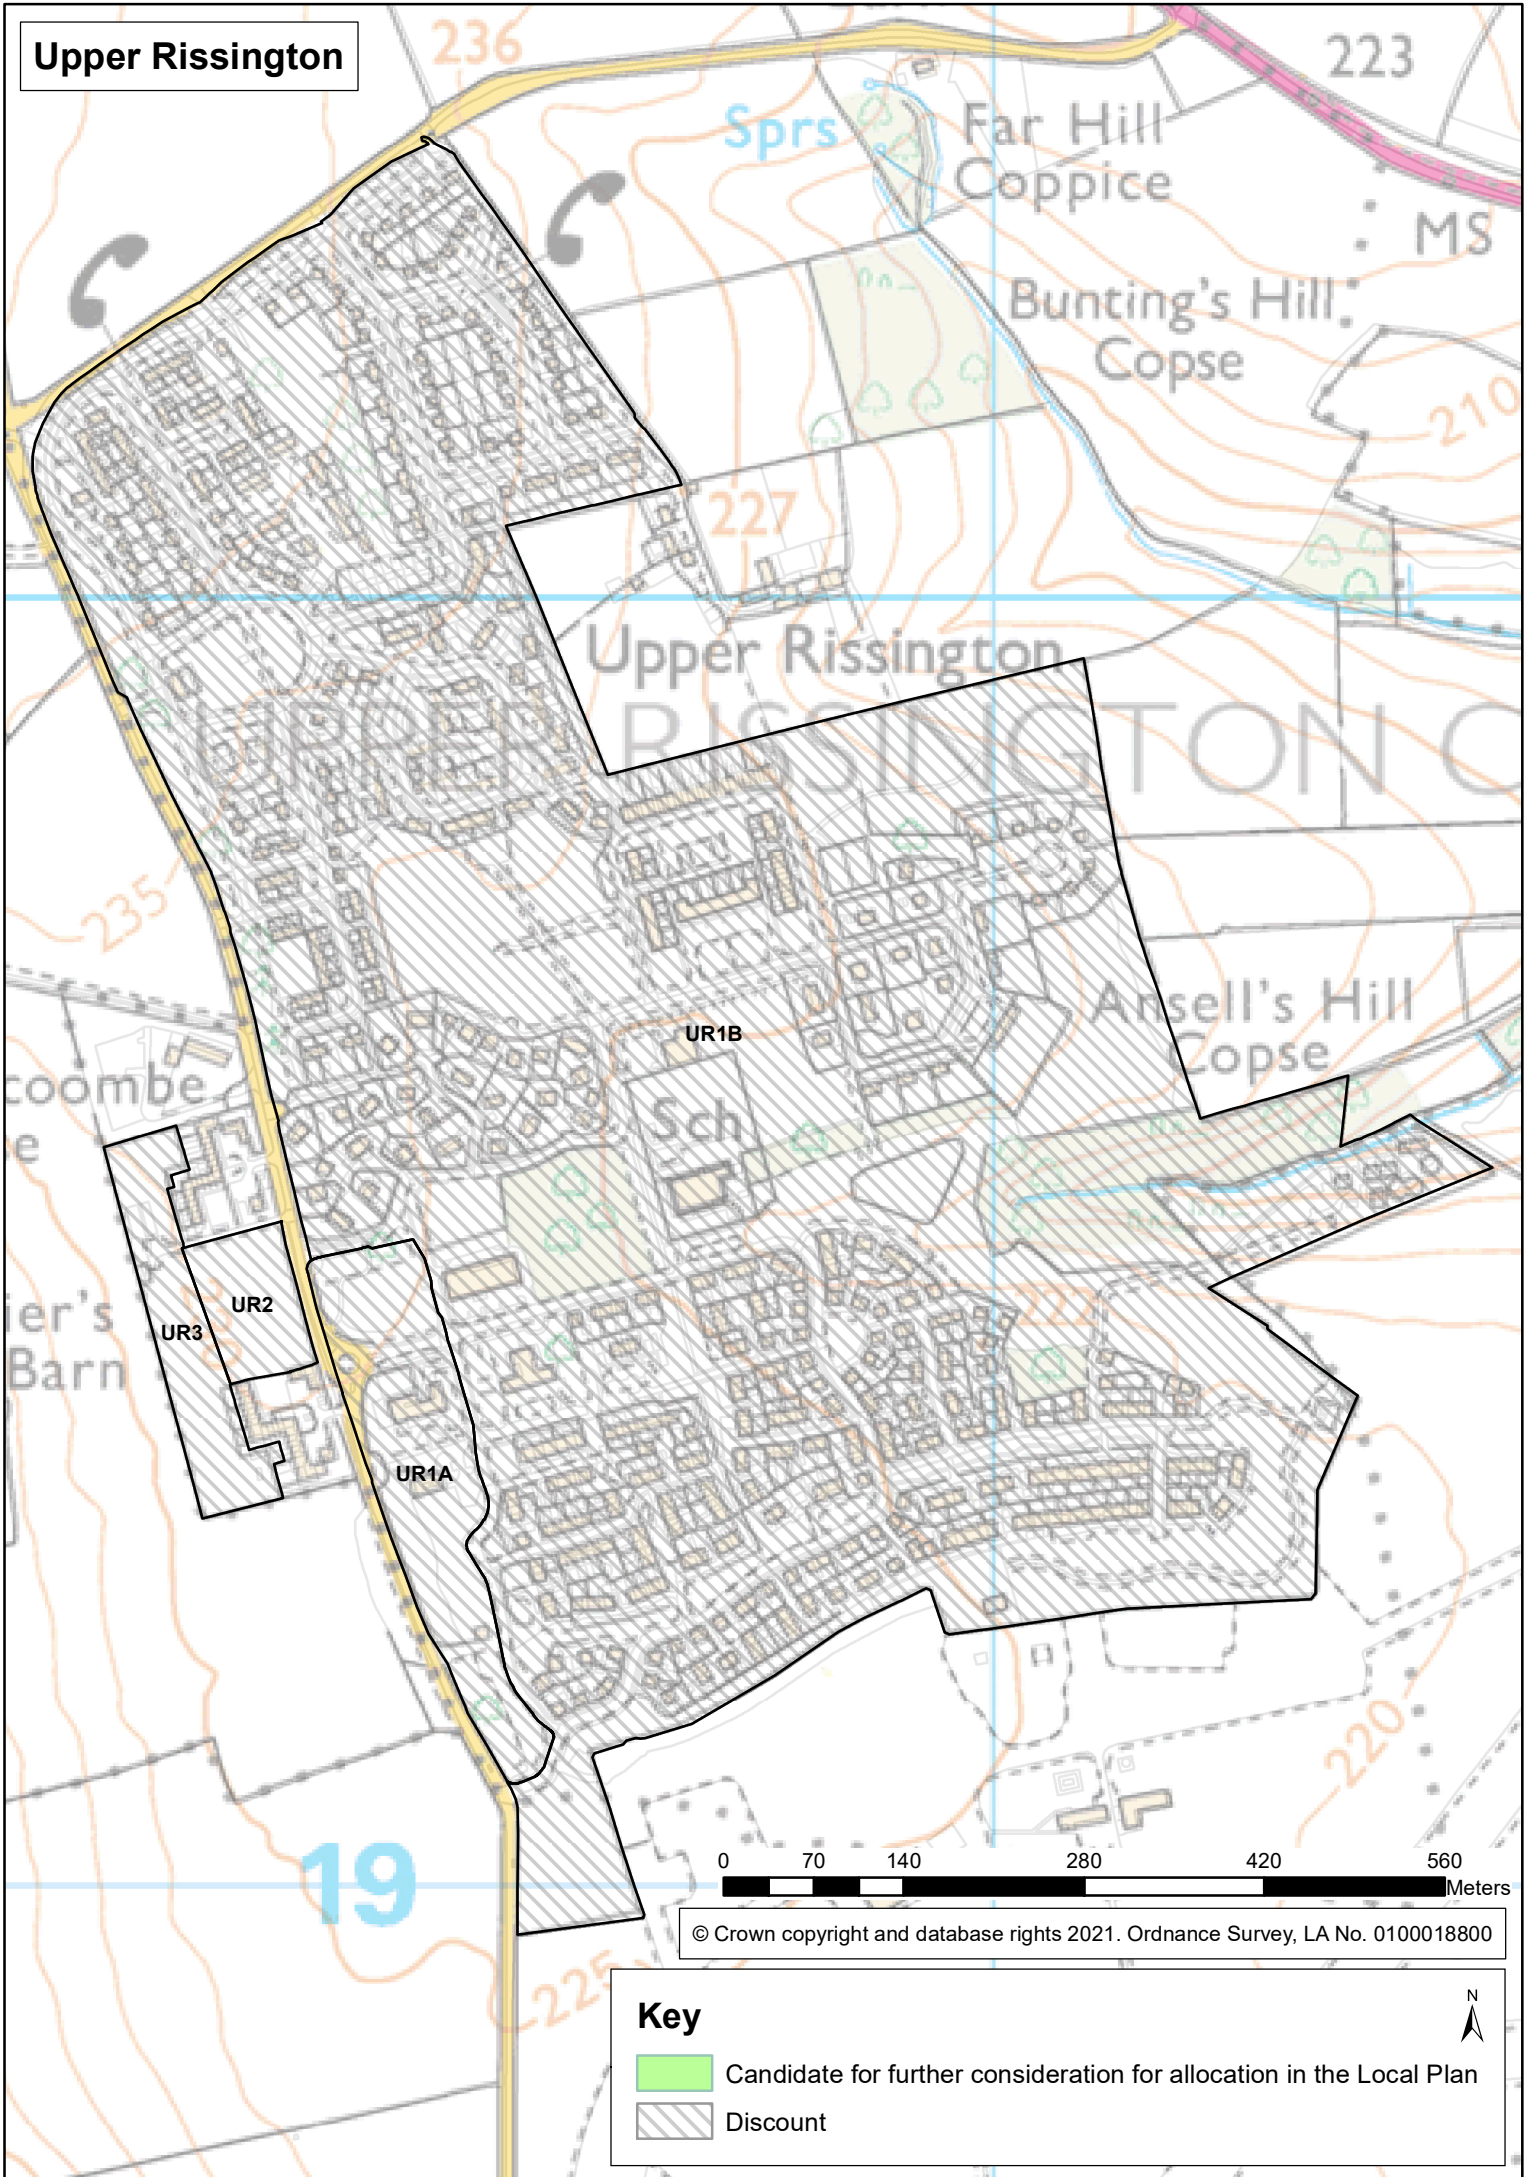 Upper Rissington
236
223
Sprs
Far Hill
Coppice
MS
Bunting's Hill
Copse
210
227
Upper Rissington
UPPER RISSINGTON C
235
Ansell's Hill
Copse
UR1B
coombe
e
Sch
UR2
UR3
ier's
Barn
222
UR1A
220
19
0 70 140 280 420 560
Meters
© Crown copyright and database rights 2021. Ordnance Survey, LA No. 0100018800
225
Key
N
Candidate for further consideration for allocation in the Local Plan
Discount